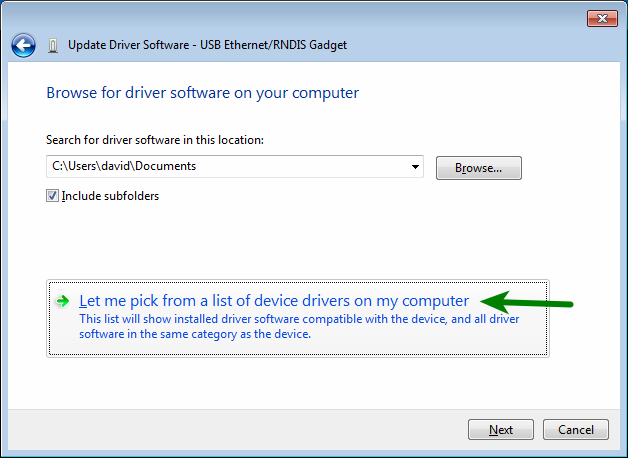 Update Driver Software - USB Ethernet/RNDIS Gadget
Browse for driver software on your computer
Search for driver software in this location:
C:\Users\david\Documents
Browse...
Include subfolders
Let me pick from a list of device drivers on my computer
This list will show installed driver software compatible with the device, and all driver
software in the same category as the device.
Next
Cancel